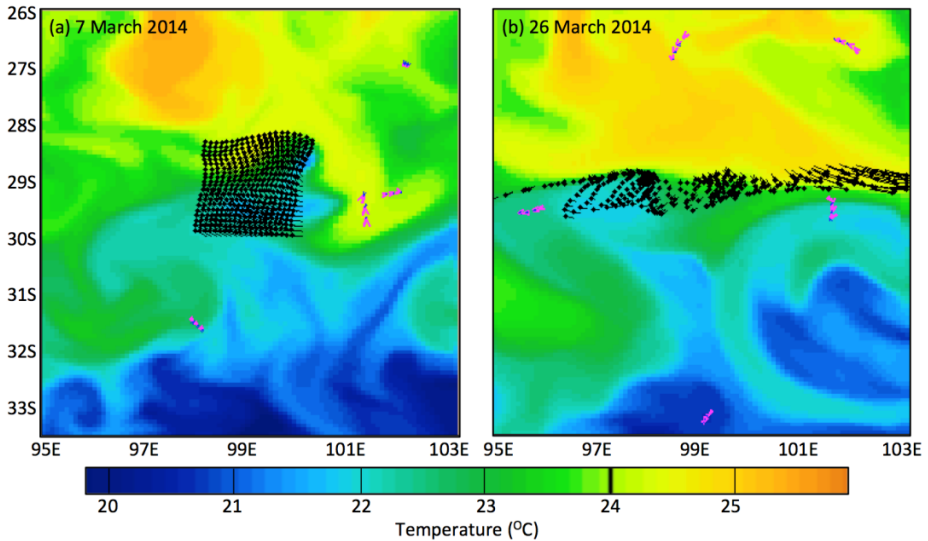 26S
(a) 7 March 2014
(b) 26 March 2014
27S
28S
29S
30S
31S
32S
33S
95E 97E 99E 101E 103E
95E 97E 99E 101E 103E
20 21 22 23 24 25
Temperature (ᴼC)